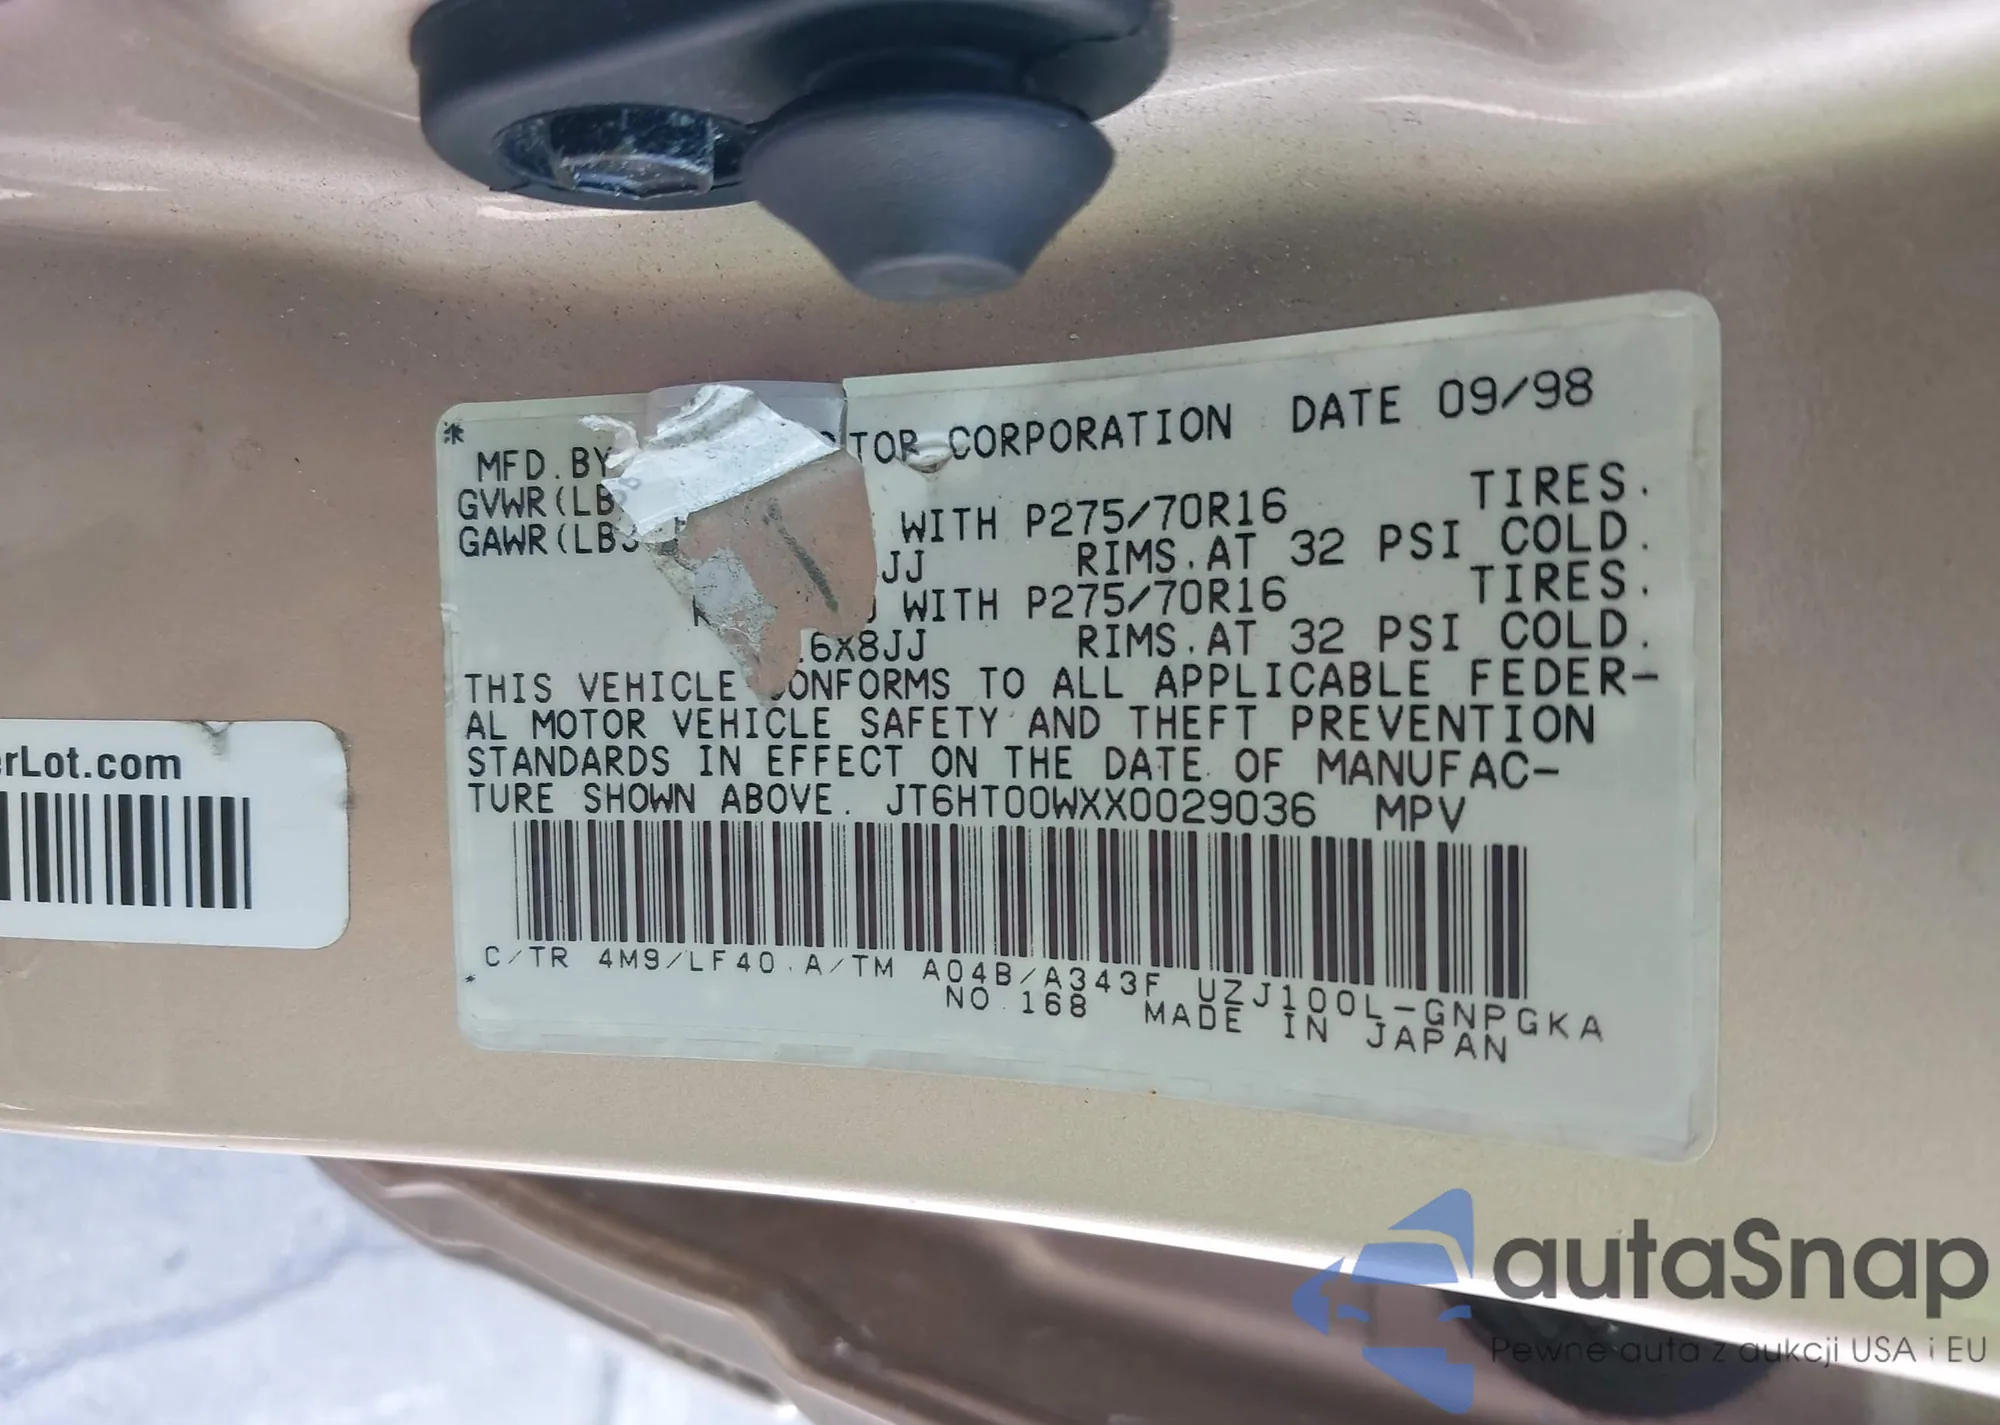 MFD.BY TOR CORPORATION DATE 09/98
GVWR(LB
GAWR(LB WITH P275/70R16 TIRES.
JJ RIMS.AT 32 PSI COLD.
WITH P275/70R16 TIRES.
6X8JJ RIMS.AT 32 PSI COLD.
THIS VEHICLE CONFORMS TO ALL APPLICABLE FEDER-
AL MOTOR VEHICLE SAFETY AND THEFT PREVENTION
STANDARDS IN EFFECT ON THE DATE OF MANUFAC-
TURE SHOWN ABOVE. JT6HT00WXX0029036 MPV
C/TR 4M9/LF40.A/TM A04B/A343F UZJ100L-GNPGKA
NO.168 MADE IN JAPAN
rLot.com
autaSnap
Pewne auta z aukcji USA i EU